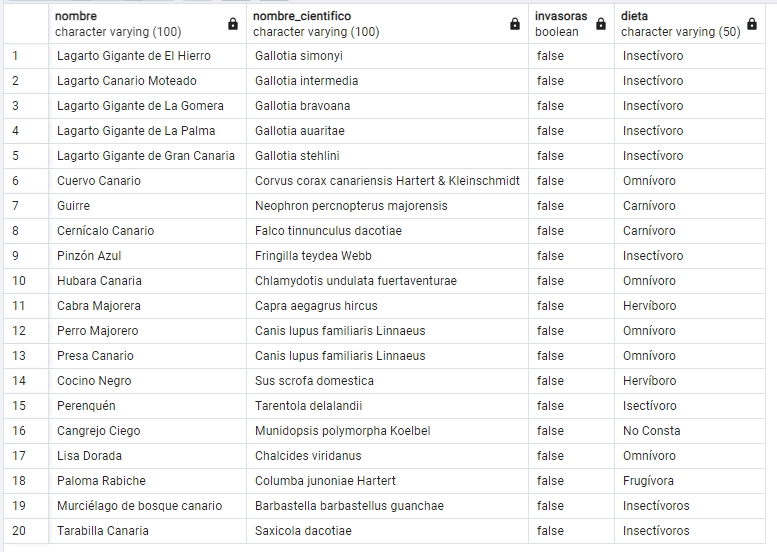 nombre nombre_cientifico invasoras dieta
character varying (100) character varying (100) boolean character varying (50)
1 Lagarto Gigante de El Hierro Gallotia simonyi false Insectívoro
2 Lagarto Canario Moteado Gallotia intermedia false Insectívoro
3 Lagarto Gigante de La Gomera Gallotia bravoana false Insectívoro
4 Lagarto Gigante de La Palma Gallotia auaritae false Insectívoro
5 Lagarto Gigante de Gran Canaria Gallotia stehlini false Insectívoro
6 Cuervo Canario Corvus corax canariensis Hartert & Kleinschmidt false Omnívoro
7 Guirre Neophron percnopterus majorensis false Carnívoro
8 Cernícalo Canario Falco tinnunculus dacotiae false Carnívoro
9 Pinzón Azul Fringilla teydea Webb false Insectívoro
10 Hubara Canaria Chlamydotis undulata fuertaventurae false Omnívoro
11 Cabra Majorera Capra aegagrus hircus false Hervíboro
12 Perro Majorero Canis lupus familiaris Linnaeus false Omnívoro
13 Presa Canario Canis lupus familiaris Linnaeus false Omnívoro
14 Cocino Negro Sus scrofa domestica false Hervíboro
15 Perenquén Tarentola delalandii false Isectívoro
16 Cangrejo Ciego Munidopsis polymorpha Koelbel false No Consta
17 Lisa Dorada Chalcides viridanus false Omnívoro
18 Paloma Rabiche Columba junoniae Hartert false Frugívora
19 Murciélago de bosque canario Barbastella barbastellus guanchae false Insectívoros
20 Tarabilla Canaria Saxicola dacotiae false Insectívoros